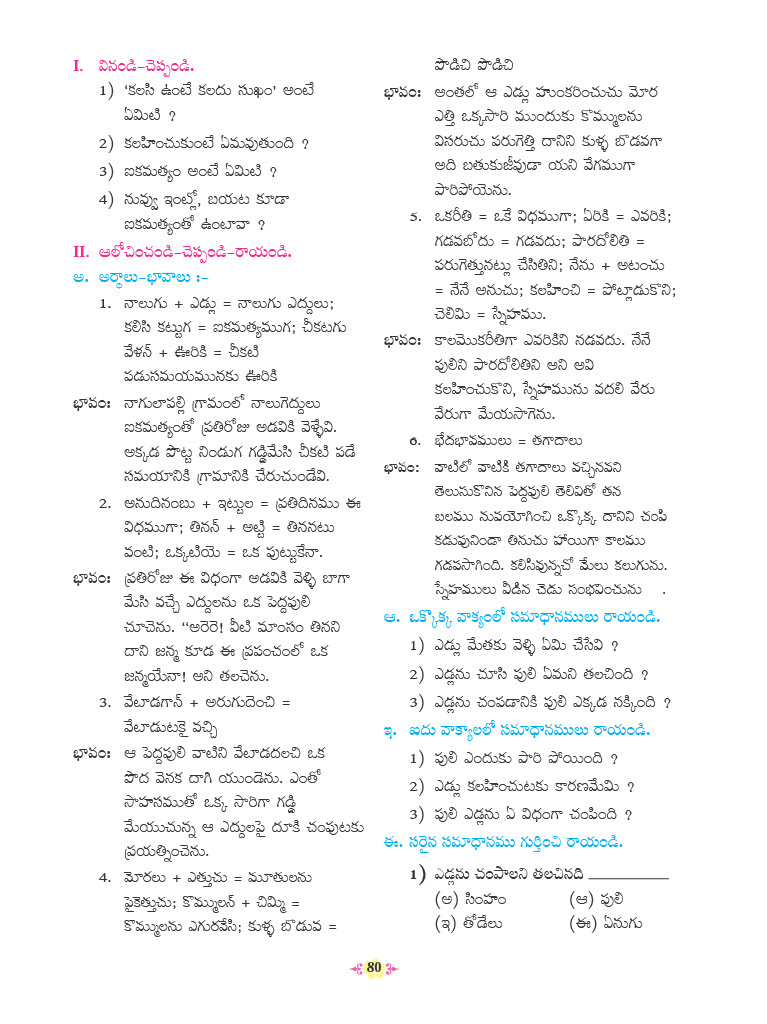 I. వినండి-చెప్పండి.
1) 'కలసి ఉంటే కలదు సుఖం' అంటే
ఏమిటి ?
2) కలహించుకుంటే ఏమవుతుంది ?
3) ఐకమత్యం అంటే ఏమిటి ?
4) నువ్వు ఇంట్లో, బయట కూడా
ఐకమత్యంతో ఉంటావా ?
II. ఆలోచించండి-చెప్పండి-రాయండి.
అ. అర్థాలు-భావాలు :-
1. నాలుగు + ఎడ్లు = నాలుగు ఎద్దులు;
కలిసి కట్టుగ = ఐకమత్యముగ; చీకటగు
వేళన్ + ఊరికి = చీకటి
పడుసమయమునకు ఊరికి
భావం: నాగులాపల్లి గ్రామంలో నాలుగెద్దులు
ఐకమత్యంతో ప్రతిరోజు అడవికి వెళ్ళేవి.
అక్కడ పొట్ట నిండుగ గడ్డిమేసి చీకటి పడే
సమయానికి గ్రామానికి చేరుచుండేవి.
2. అనుదినంబు + ఇట్టుల = ప్రతిదినము ఈ
విధముగా; తినన్ + అట్టి = తిననటు
వంటి; ఒక్కటియె = ఒక పుట్టుకేనా.
భావం: ప్రతిరోజు ఈ విధంగా అడవికి వెళ్ళి బాగా
మేసి వచ్చే ఎద్దులను ఒక పెద్దపులి
చూచెను. "అరెరె! వీటి మాంసం తినని
దాని జన్మ కూడ ఈ ప్రపంచంలో ఒక
జన్మయేనా! అని తలచెను.
3. వేటాడగాన్ + అరుగుదెంచి =
వేటాడుటకై వచ్చి
భావం: ఆ పెద్దపులి వాటిని వేటాడదలచి ఒక
పొద వెనక దాగి యుండెను. ఎంతో
సాహసముతో ఒక్క సారిగా గడ్డి
మేయుచున్న ఆ ఎద్దులపై దూకి చంపుటకు
ప్రయత్నించెను.
4. మోరలు + ఎత్తుచు = మూతులను
పైకెత్తుచు; కొమ్ములన్ + చిమ్మి =
కొమ్ములను ఎగురవేసి; కుళ్ళ బొడువ =
పొడిచి పొడిచి
భావం: అంతలో ఆ ఎడ్లు హుంకరించుచు మోర
ఎత్తి ఒక్కసారి ముందుకు కొమ్ములను
విసరుచు పరుగెత్తి దానిని కుళ్ళ బొడవగా
అది బతుకుజీవుడా యని వేగముగా
పారిపోయెను.
5. ఒకరీతి = ఒకే విధముగా; ఏరికి = ఎవరికి;
గడవబోదు = గడవదు; పారదోలితి =
పరుగెత్తునట్లు చేసితిని; నేను + అటంచు
= నేనే అనుచు; కలహించి = పోట్లాడుకొని;
చెలిమి = స్నేహము.
భావం: కాలమొకరీతిగా ఎవరికిని నడవదు. నేనే
పులిని పారదోలితిని అని అవి
కలహించుకొని, స్నేహమును వదలి వేరు
వేరుగా మేయసాగెను.
6. భేదభావములు = తగాదాలు
భావం: వాటిలో వాటికి తగాదాలు వచ్చినవని
తెలుసుకొనిన పెద్దపులి తెలివితో తన
బలము నుపయోగించి ఒక్కొక్క దానిని చంపి
కడుపునిండా తినుచు హాయిగా కాలము
గడపసాగింది. కలిసివున్నచో మేలు కలుగును.
స్నేహములు వీడిన చెడు సంభవించును .
ఆ. ఒక్కొక్క వాక్యంలో సమాధానములు రాయండి.
1) ఎడ్లు మేతకు వెళ్ళి ఏమి చేసేవి ?
2) ఎడ్లను చూసి పులి ఏమని తలచింది ?
3) ఎడ్లను చంపడానికి పులి ఎక్కడ నక్కింది ?
ఇ. ఐదు వాక్యాలలో సమాధానములు రాయండి.
1) పులి ఎందుకు పారి పోయింది ?
2) ఎడ్లు కలహించుటకు కారణమేమి ?
3) పులి ఎడ్లను ఏ విధంగా చంపింది ?
ఈ. సరైన సమాధానము గుర్తించి రాయండి.
1) ఎడ్లను చంపాలని తలచినది __________
(అ) సింహం (ఆ) పులి
(ఇ) తోడేలు (ఈ) ఏనుగు
80